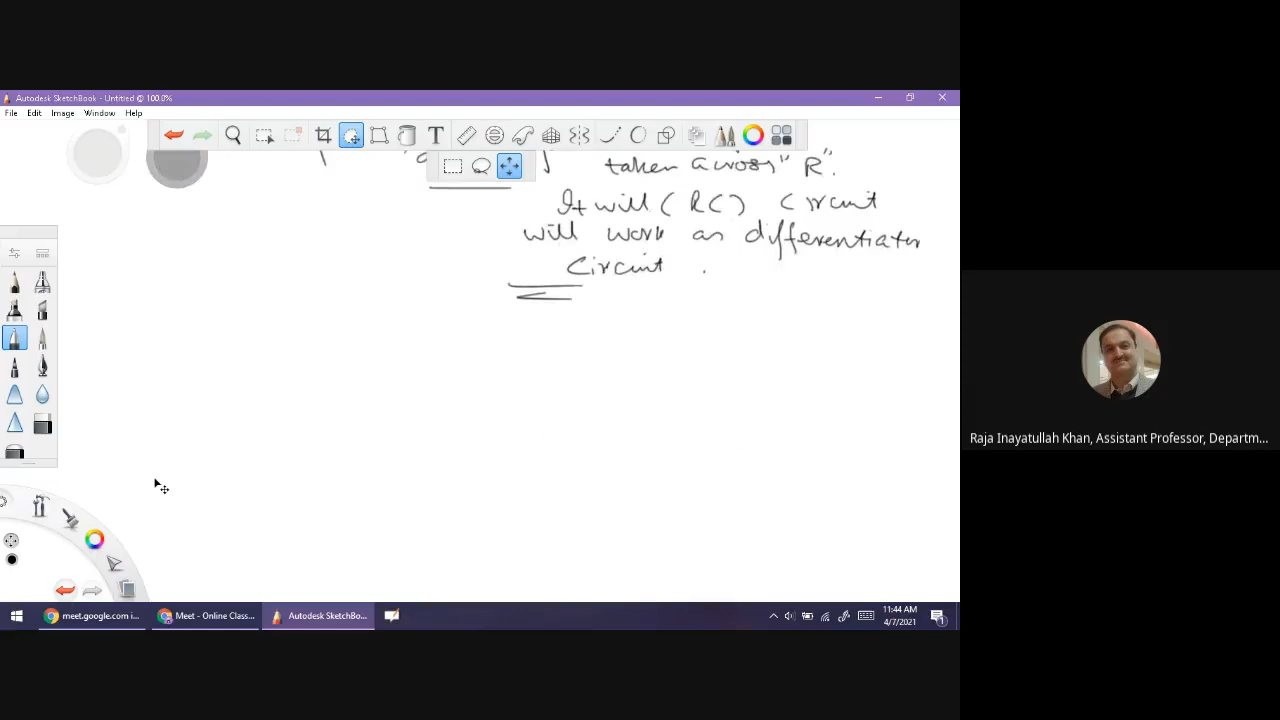 Autodesk SketchBook - Untitled @ 100.0%
File Edit Image Window Help
T
taken across "R".
It will (RC) Circuit
will work as differentiater
Circuit .
Raja Inayatullah Khan, Assistant Professor, Departm...
meet.google.com i... Meet - Online Class... Autodesk SketchBo...
11:44 AM
4/7/2021
1